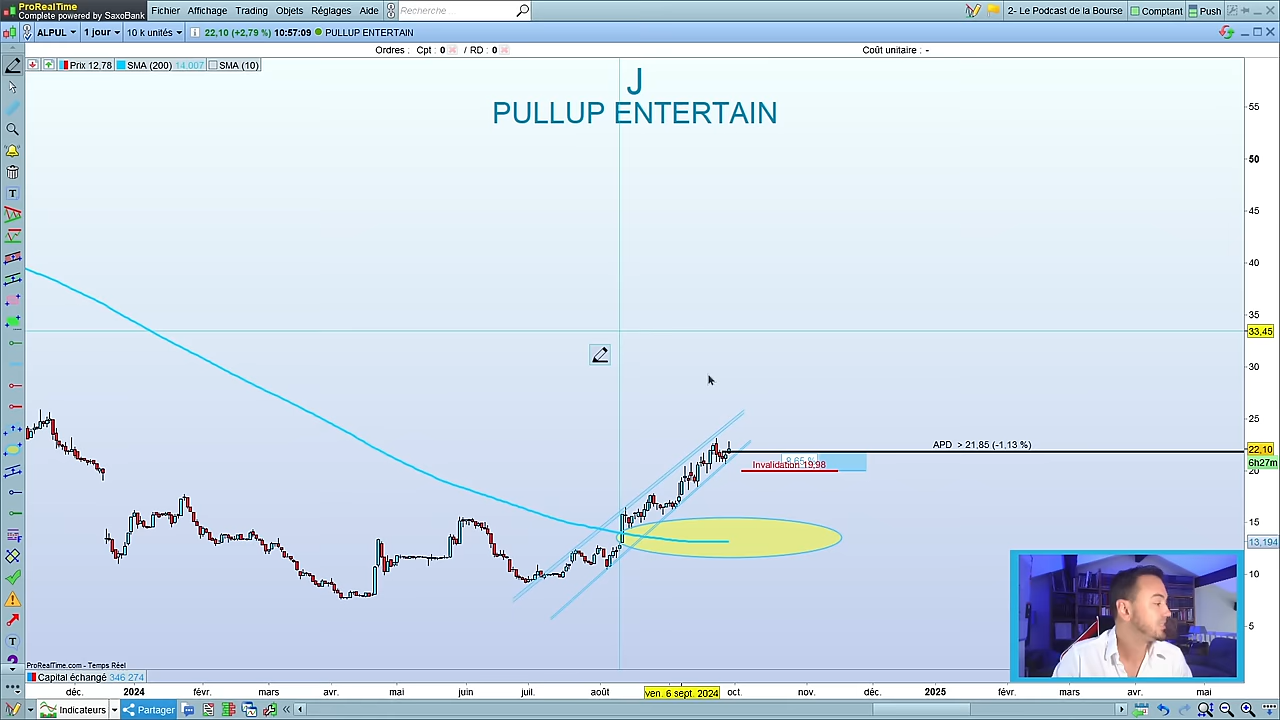 ProRealTime
Complete powered by SaxoBank
Fichier Affichage Trading Objets Réglages Aide Recherche... 2- Le Podcast de la Bourse Comptant Push
ALPUL 1 jour 10 k unités 22,10 (+2,79 %) 10:57:09 PULLUP ENTERTAIN
Ordres : Cpt : 0 / RD : 0 Coût unitaire : -
Prix 12,78 SMA (200) 14,007 SMA (10)
J
PULLUP ENTERTAIN
55
50
45
40
35
33,45
30
25
APD > 21,85 (-1,13 %)
22,10
Invalidation 19,98
6h27m
20
15
13,194
10
5
ProRealTime.com - Temps Réel
Capital échangé 346 274
déc. 2024 févr. mars avr. mai juin juil. août ven. 6 sept. 2024 oct. nov. déc. 2025 févr. mars avr. mai
Indicateurs Partager